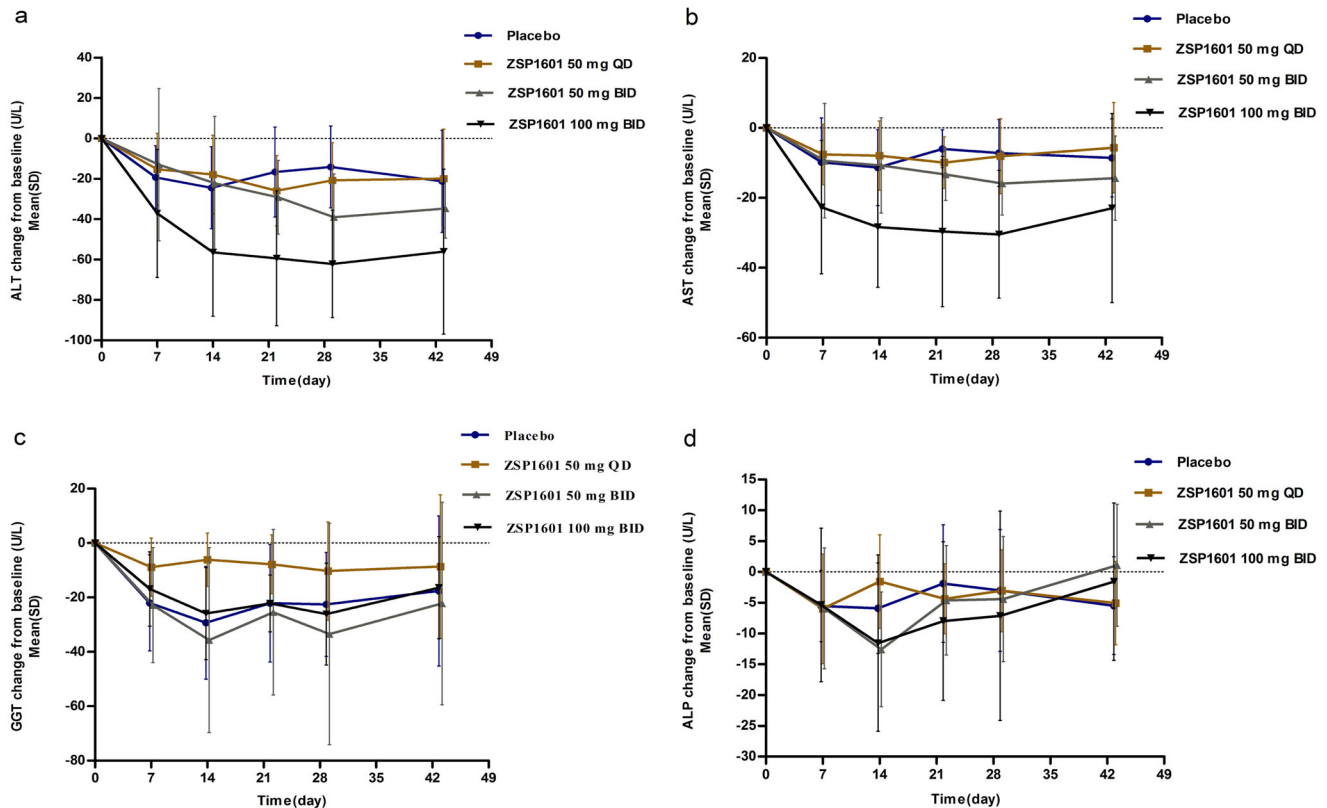 a
Placebo
ZSP1601 50 mg QD
ZSP1601 50 mg BID
ZSP1601 100 mg BID
ALT change from baseline (U/L)
Mean(SD)
40
20
0
-20
-40
-60
-80
-100
0 7 14 21 28 35 42 49
Time(day)
b
Placebo
ZSP1601 50 mg QD
ZSP1601 50 mg BID
ZSP1601 100 mg BID
AST change from baseline (U/L)
Mean(SD)
20
0
-20
-40
-60
0 7 14 21 28 35 42 49
Time(day)
c
Placebo
ZSP1601 50 mg QD
ZSP1601 50 mg BID
ZSP1601 100 mg BID
GGT change from baseline (U/L)
Mean(SD)
20
0
-20
-40
-60
-80
0 7 14 21 28 35 42 49
Time(day)
d
Placebo
ZSP1601 50 mg QD
ZSP1601 50 mg BID
ZSP1601 100 mg BID
ALP change from baseline (U/L)
Mean(SD)
15
10
5
0
-5
-10
-15
-20
-25
-30
0 7 14 21 28 35 42 49
Time(day)